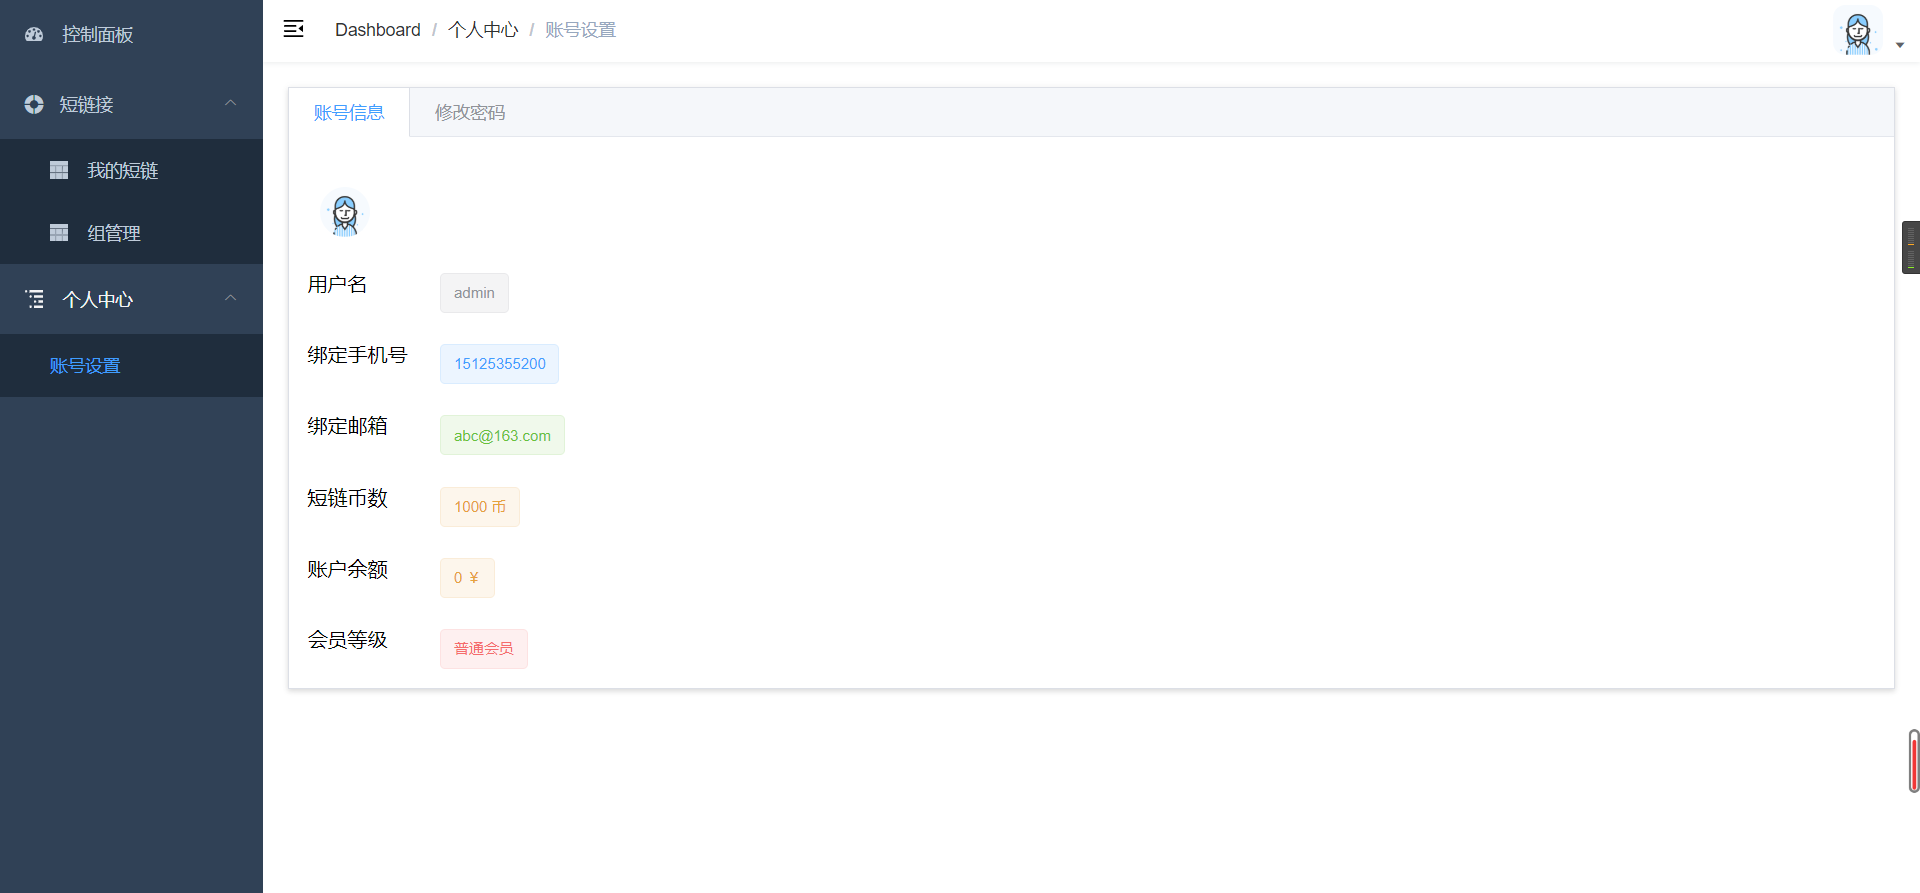 控制面板
短链接
我的短链
组管理
个人中心
账号设置
Dashboard / 个人中心 / 账号设置
账号信息 修改密码
用户名 admin
绑定手机号 15125355200
绑定邮箱 abc@163.com
短链币数 1000 币
账户余额 0 ¥
会员等级 普通会员